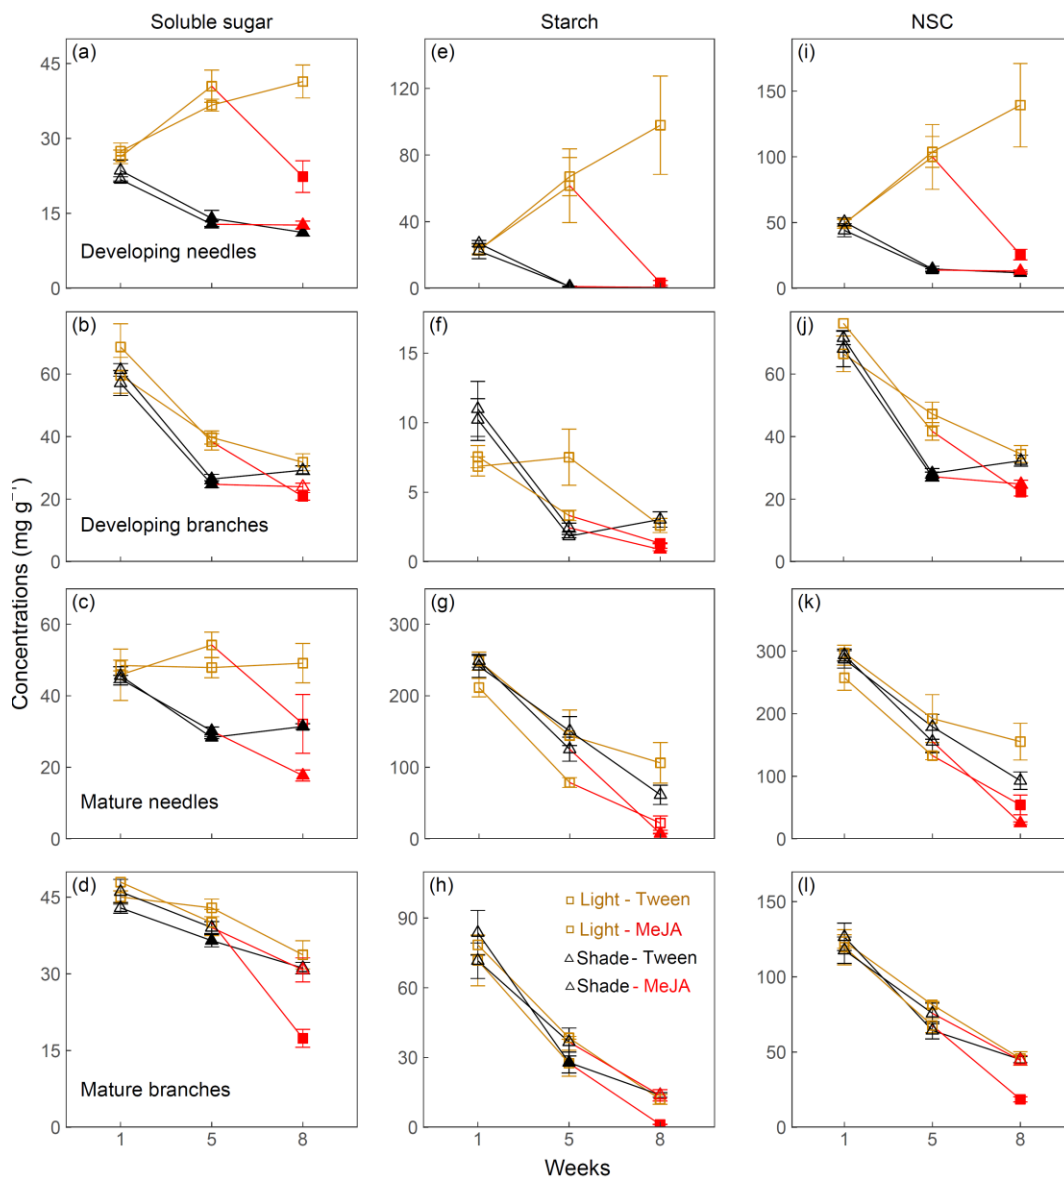 Soluble sugar Starch NSC
(a) (e) (i)
45 120 150
30 80 100
15 40 50
0 0 0
Developing needles
(b) (f) (j)
60 15 60
40 10 40
20 5 20
0 0 0
Developing branches
Concentrations (mg g⁻¹)
(c) (g) (k)
60 300 300
40 200 200
20 100 100
0 0 0
Mature needles
(d) (h) (l)
45 90 150
30 60 100
15 30 50
0 0 0
Light - Tween
Light - MeJA
Shade - Tween
Shade - MeJA
Mature branches
1 5 8 1 5 8 1 5 8
Weeks